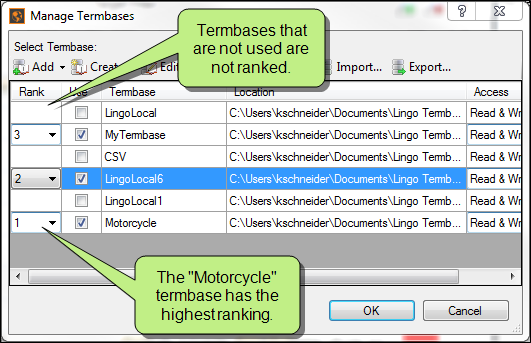 Manage Termbases
Termbases that
are not used are
not ranked.
Select Termbase:
Add Create Edit Import... Export...
Rank Use Termbase Location Access
LingoLocal C:\Users\kschneider\Documents\Lingo Termb... Read & Wr
3 MyTermbase C:\Users\kschneider\Documents\Lingo Termb... Read & Wr
CSV C:\Users\kschneider\Documents\Lingo Termb... Read & Wr
2 LingoLocal6 C:\Users\kschneider\Documents\Lingo Termb... Read & Wr
LingoLocal1 C:\Users\kschneider\Documents\Lingo Termb... Read & Wr
1 Motorcycle C:\Users\kschneider\Documents\Lingo Termb... Read & Wr
The "Motorcycle"
termbase has the
highest ranking.
OK Cancel